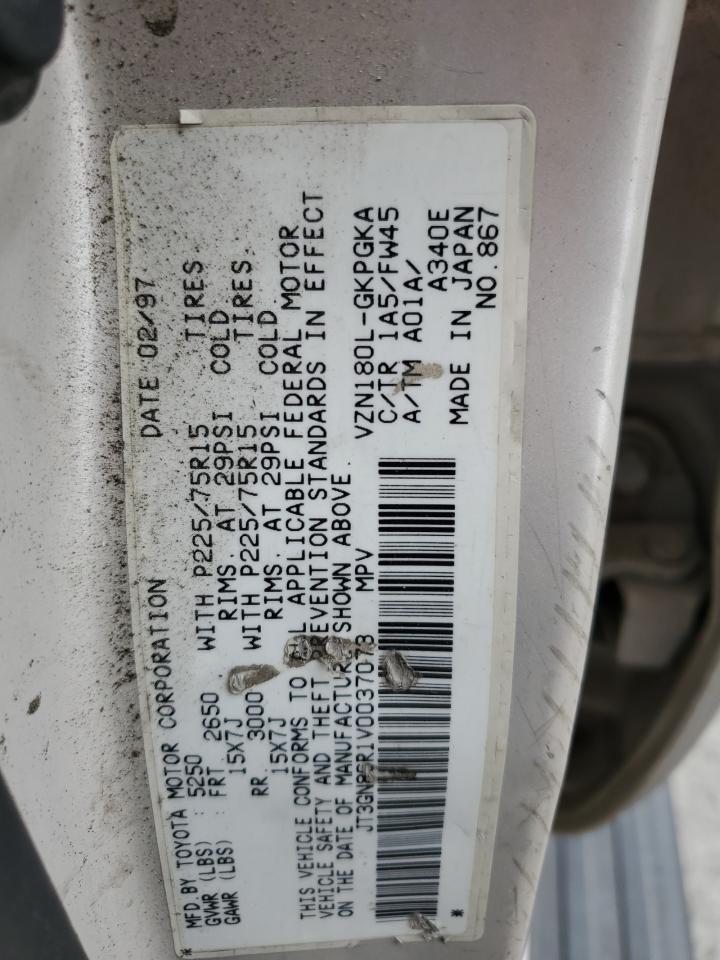 MFD. BY TOYOTA MOTOR CORPORATION DATE 02/97
GVWR (LBS) : 5250
GAWR (LBS) : FRT 2650 WITH P225/75R15 TIRES
15X7J RIMS. AT 29PSI COLD
RR. 3000 WITH P225/75R15 TIRES
15X7J RIMS. AT 29PSI COLD
THIS VEHICLE CONFORMS TO APPLICABLE FEDERAL MOTOR
VEHICLE SAFETY AND THEFT PREVENTION STANDARDS IN EFFECT
ON THE DATE OF MANUFACTURE SHOWN ABOVE.
MPV
VZN180L-GKPGKA
C/TR 1A5/FW45
A/TM A01A/
A340E
MADE IN JAPAN
NO.867